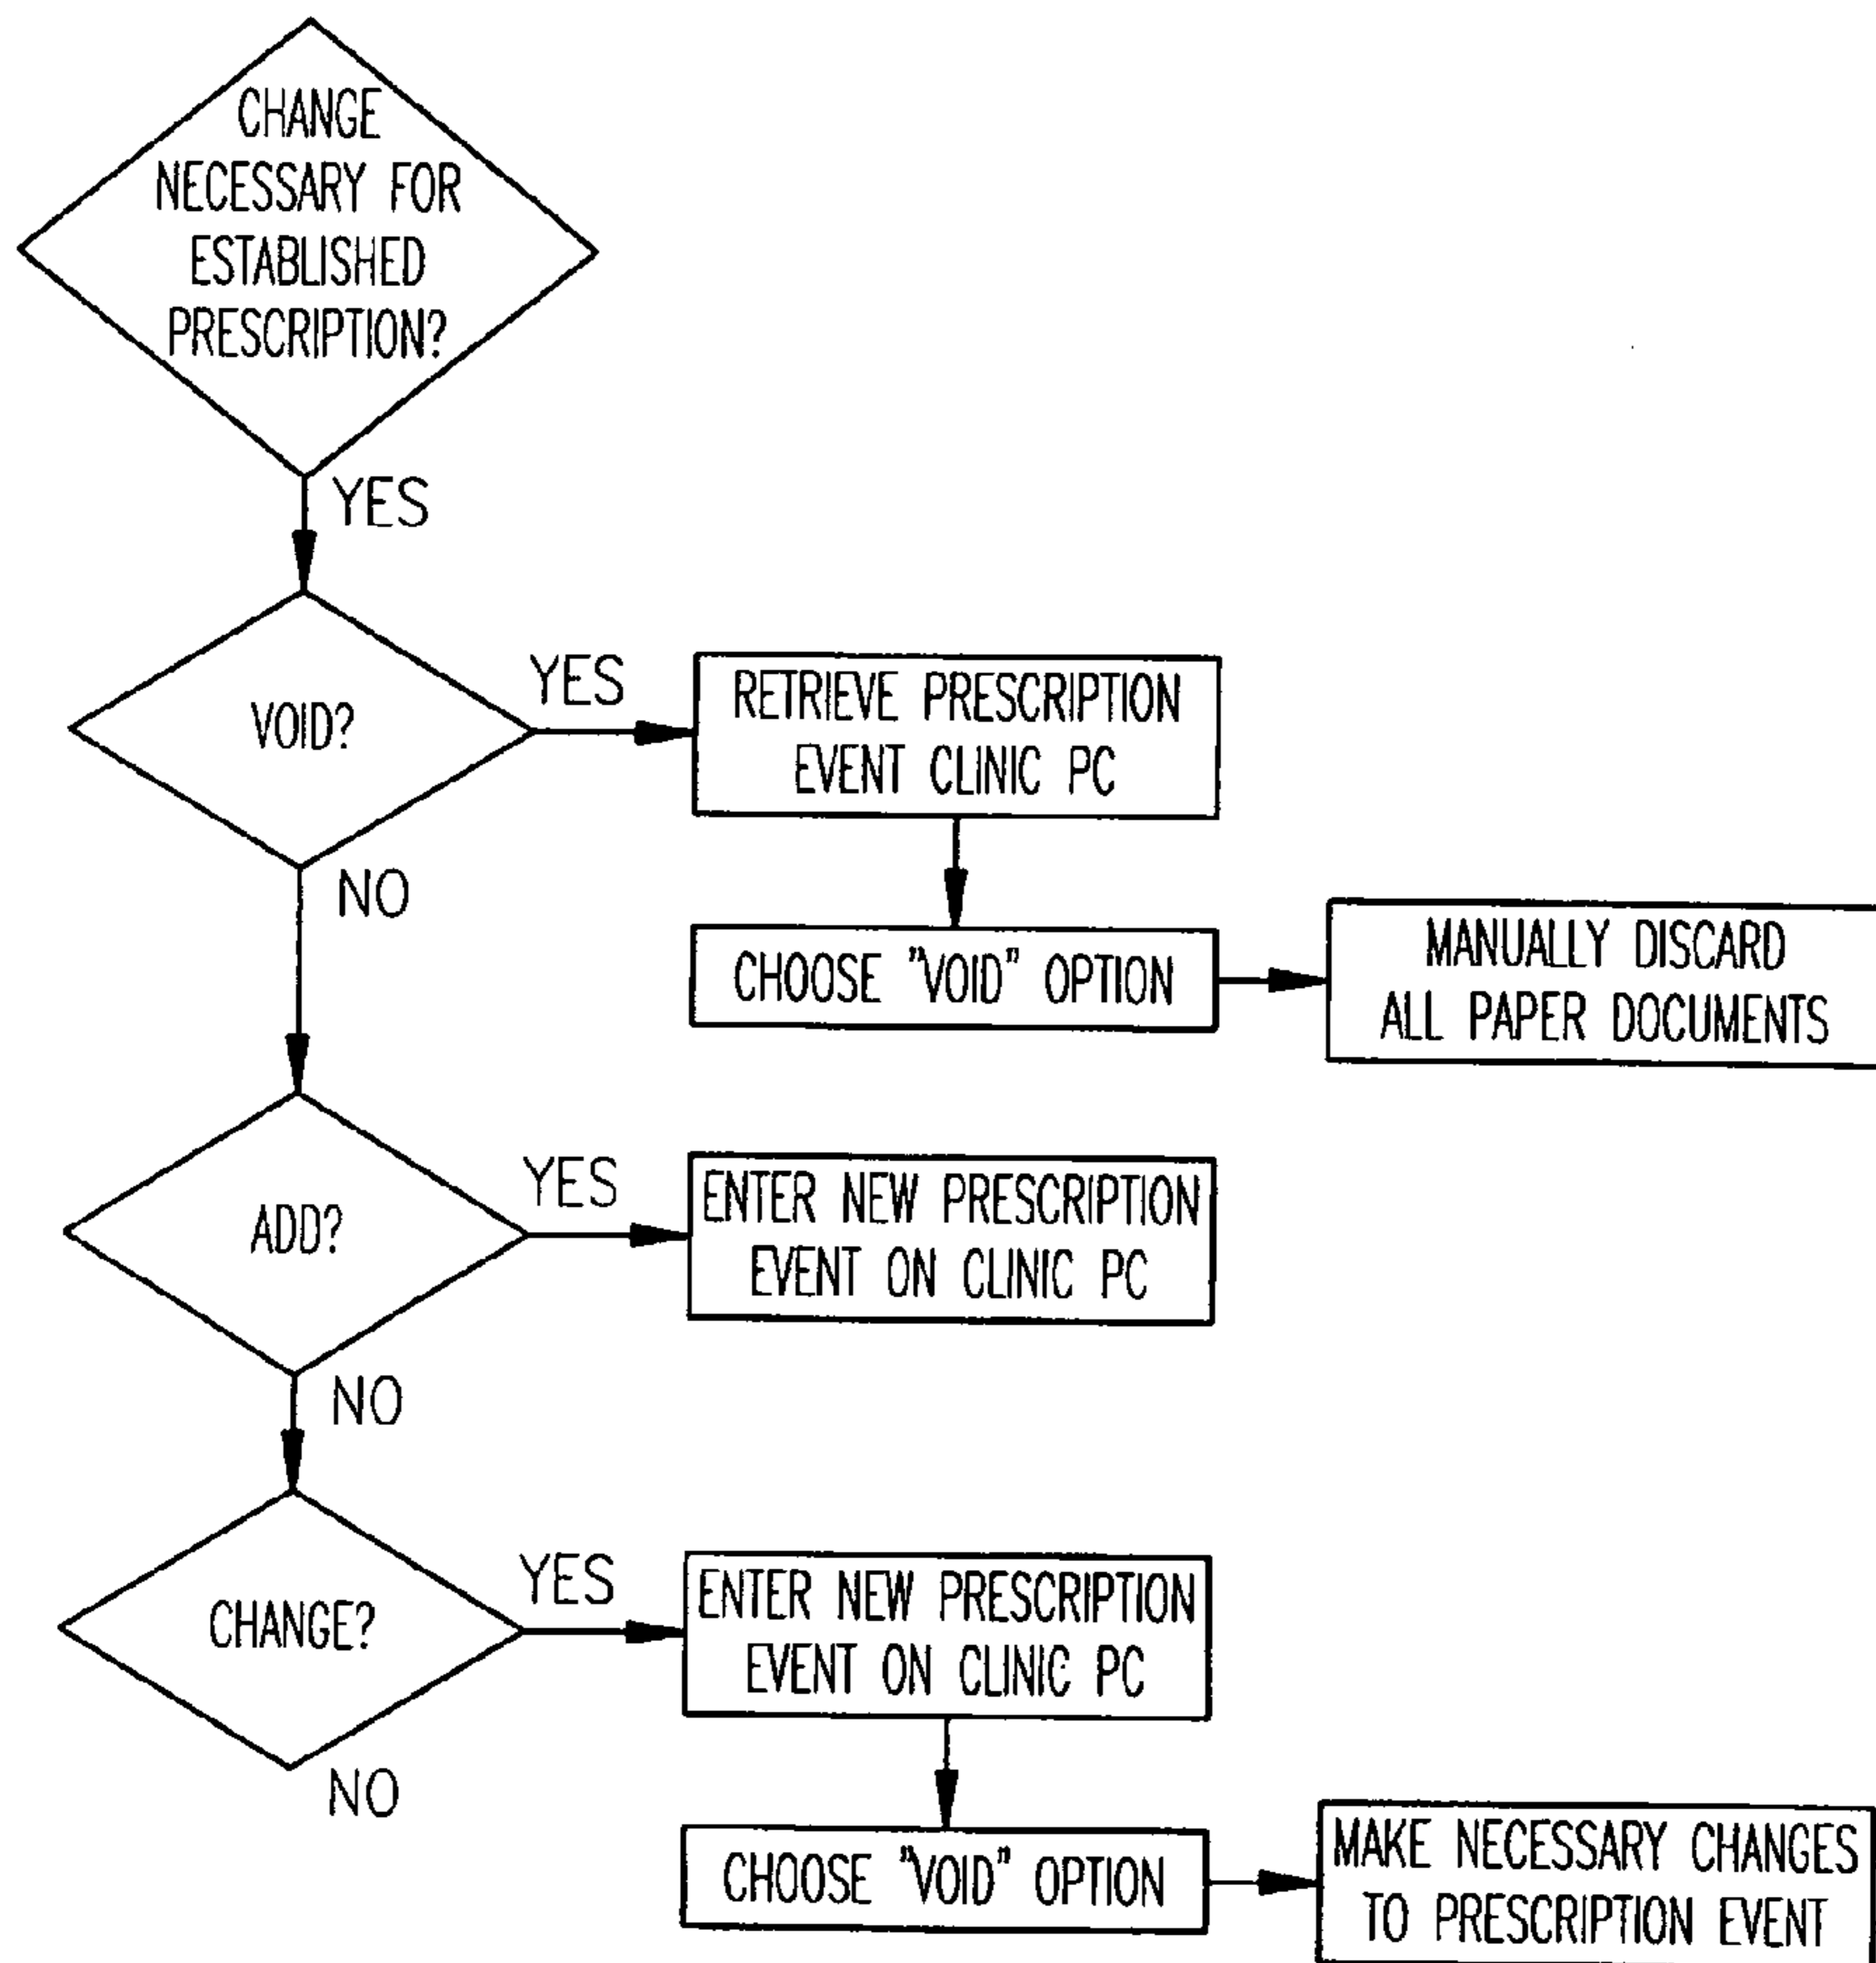 CHANGE
NECESSARY FOR
ESTABLISHED
PRESCRIPTION?
YES
VOID?
YES
RETRIEVE PRESCRIPTION
EVENT CLINIC PC
NO
CHOOSE "VOID" OPTION
MANUALLY DISCARD
ALL PAPER DOCUMENTS
ADD?
YES
ENTER NEW PRESCRIPTION
EVENT ON CLINIC PC
NO
CHANGE?
YES
ENTER NEW PRESCRIPTION
EVENT ON CLINIC PC
NO
CHOOSE "VOID" OPTION
MAKE NECESSARY CHANGES
TO PRESCRIPTION EVENT